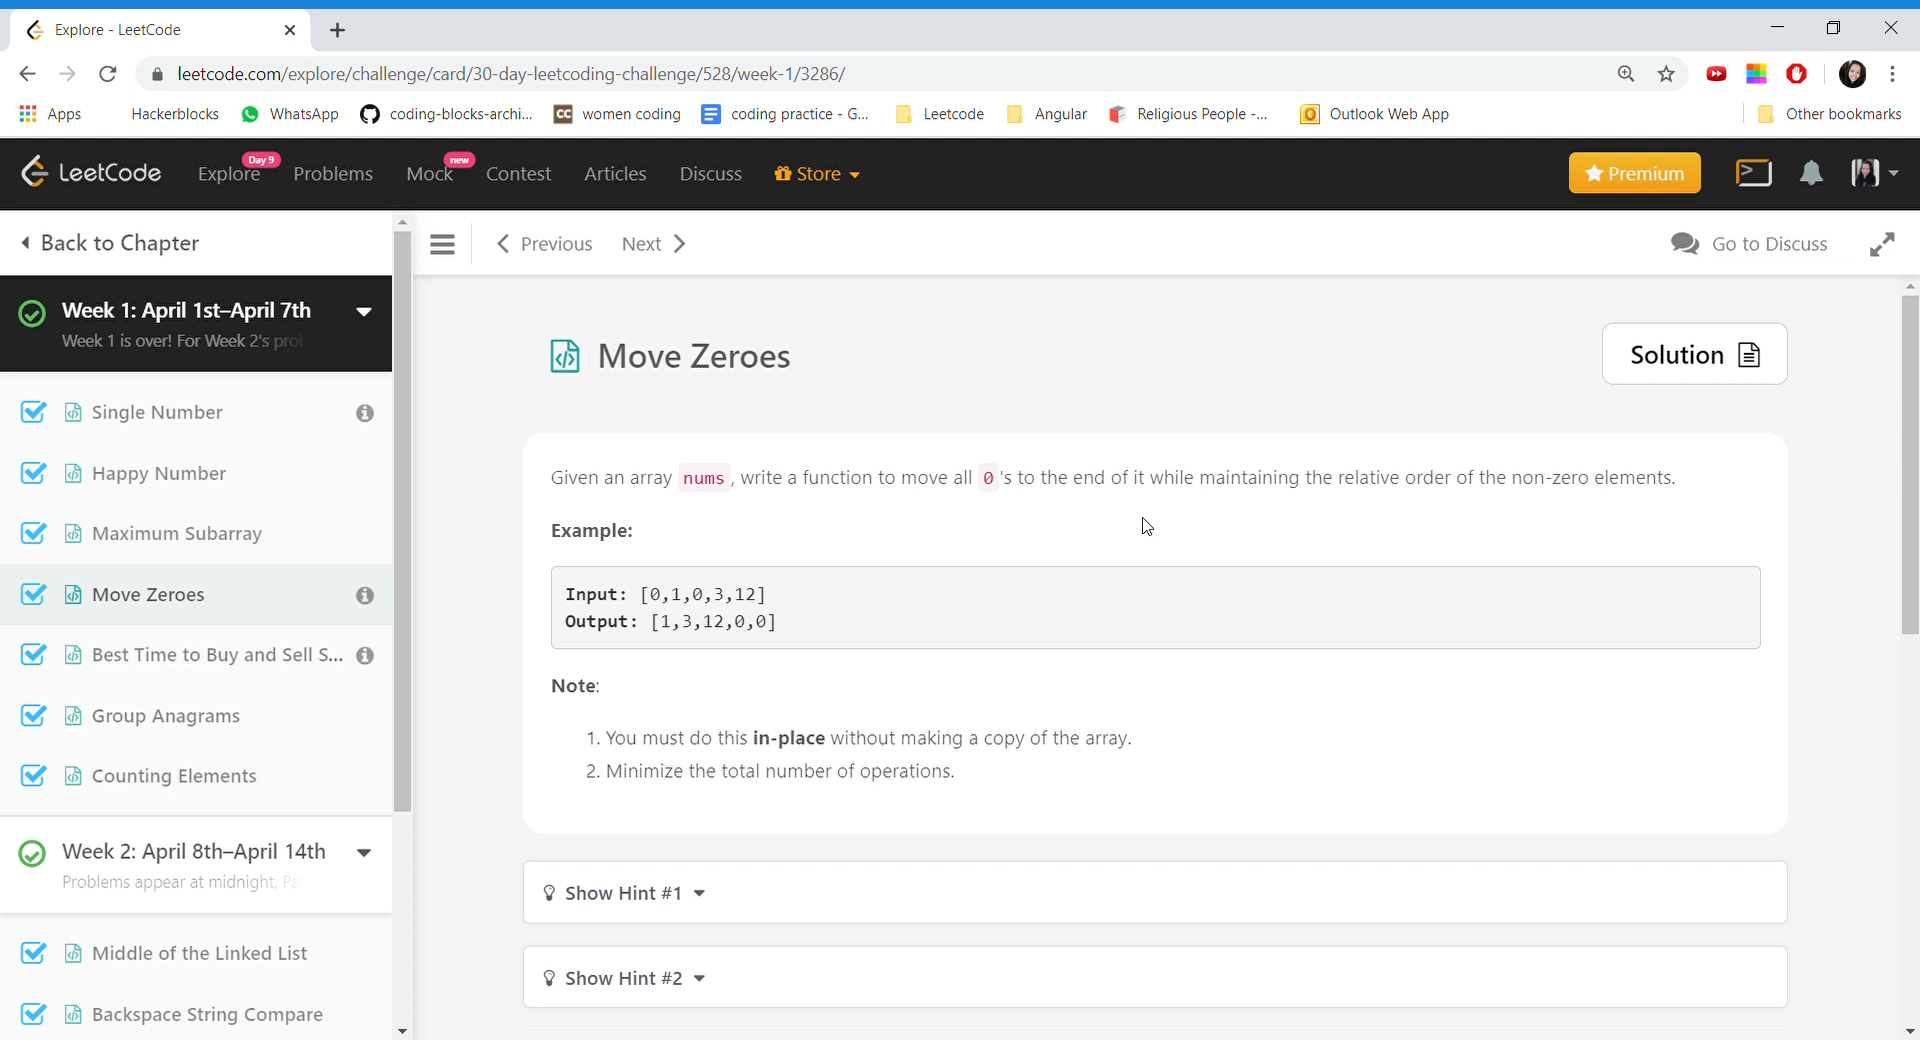 Explore - LeetCode
leetcode.com/explore/challenge/card/30-day-leetcoding-challenge/528/week-1/3286/
Apps Hackerblocks WhatsApp coding-blocks-archi... CC women coding coding practice - G... Leetcode Angular Religious People -... Outlook Web App Other bookmarks
LeetCode Explore Day 9 Problems Mock new Contest Articles Discuss Store Premium
Back to Chapter
Previous Next Go to Discuss
Week 1: April 1st–April 7th
Week 1 is over! For Week 2's pro
Single Number
Happy Number
Maximum Subarray
Move Zeroes
Best Time to Buy and Sell S...
Group Anagrams
Counting Elements
Week 2: April 8th–April 14th
Problems appear at midnight, Pa
Middle of the Linked List
Backspace String Compare
Move Zeroes
Solution
Given an array nums, write a function to move all 0's to the end of it while maintaining the relative order of the non-zero elements.
Example:
Input: [0,1,0,3,12]
Output: [1,3,12,0,0]
Note:
1. You must do this in-place without making a copy of the array.
2. Minimize the total number of operations.
Show Hint #1
Show Hint #2